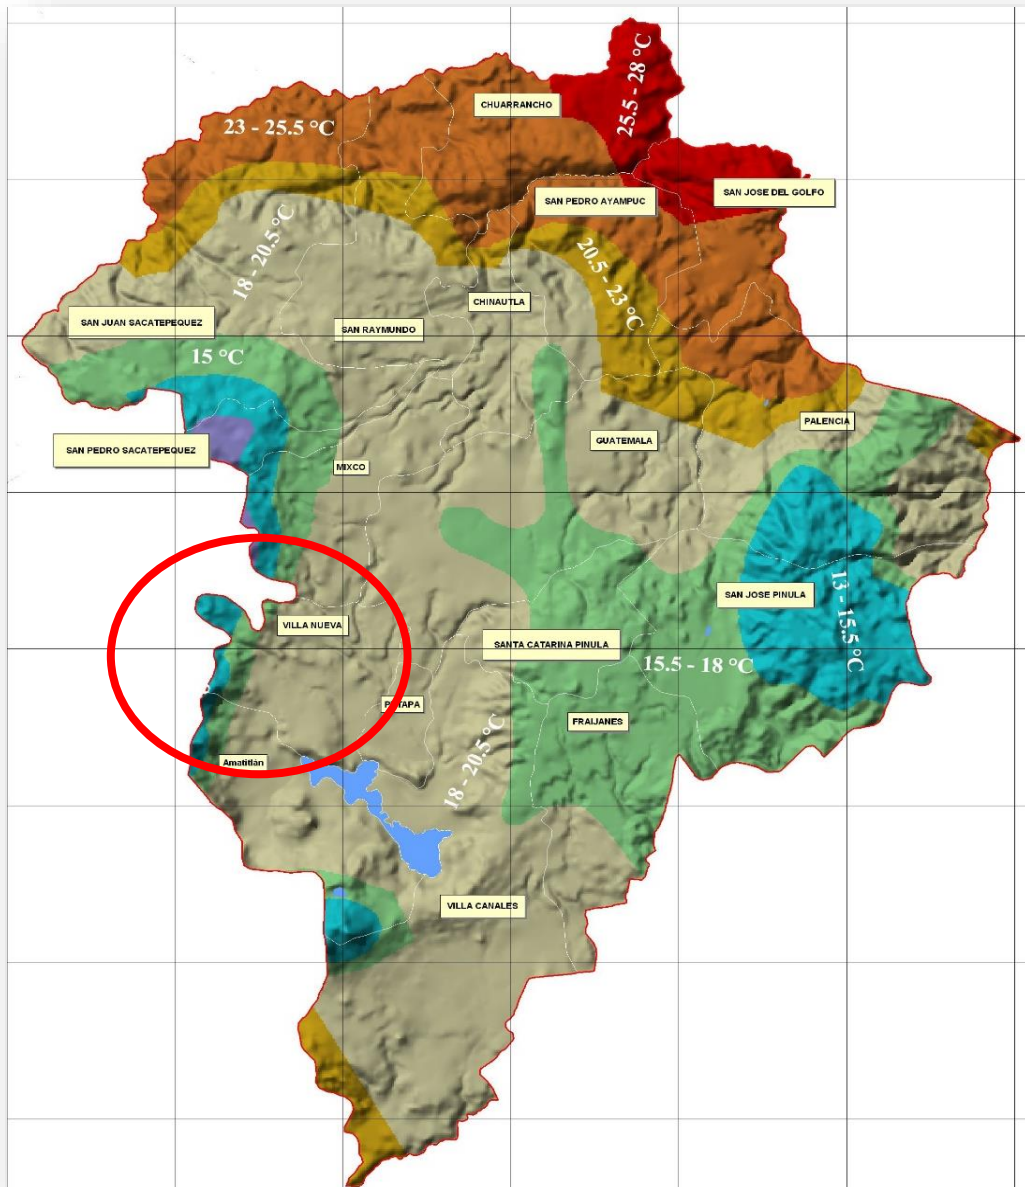 25.5 - 28 °C
CHUARRANCHO
23 - 25.5 °C
SAN JOSE DEL GOLFO
SAN PEDRO AYAMPUC
18 - 20.5 °C
20.5 - 23 °C
CHINAUTLA
SAN JUAN SACATEPEQUEZ
SAN RAYMUNDO
15 °C
PALENCIA
GUATEMALA
SAN PEDRO SACATEPEQUEZ
MIXCO
SAN JOSE PINULA
13 - 15.5 °C
VILLA NUEVA
SANTA CATARINA PINULA
15.5 - 18 °C
FRAIJANES
18 - 20.5 °C
Amatitlán
VILLA CANALES